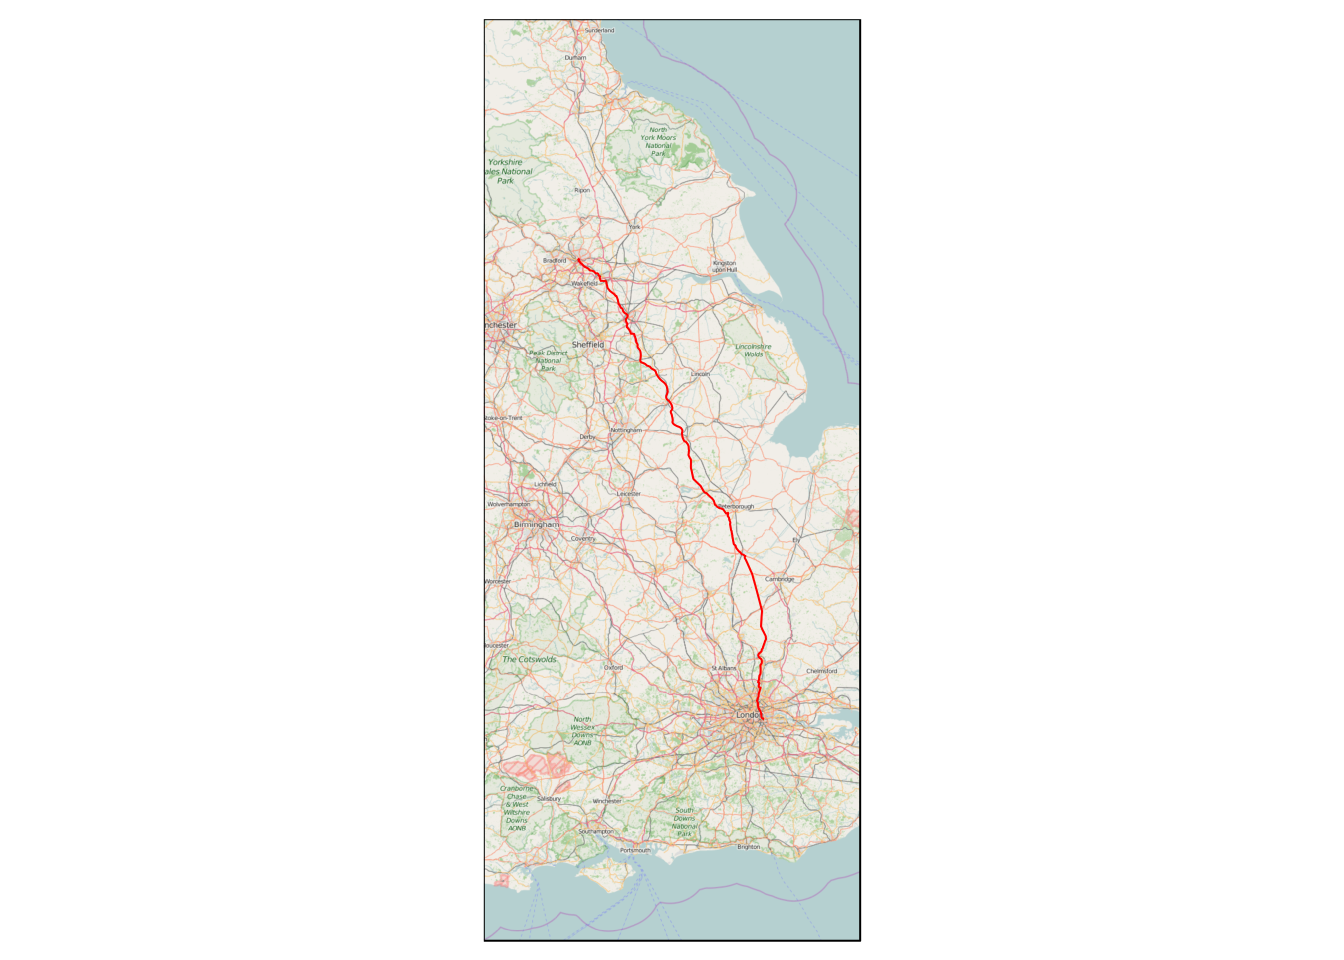 Sunderland
Durham
North
York Moors
National
Park
Yorkshire
ales National
Park
Ripon
York
Bradford
Kingston
upon Hull
Wakefield
nchester
Sheffield
Peak District
National
Park
Lincolnshire
Wolds
Lincoln
toke-on-Trent
Nottingham
Derby
Lichfield
Leicester
Wolverhampton
Peterborough
Birmingham
Coventry
Ely
Worcester
Cambridge
loucester
The Cotswolds
Oxford
St Albans
Chelmsford
London
North
Wessex
Downs
AONB
Cranborne
Chase
& West
Wiltshire
Downs
AONB
Salisbury
Winchester
South
Downs
National
Park
Southampton
Portsmouth
Brighton